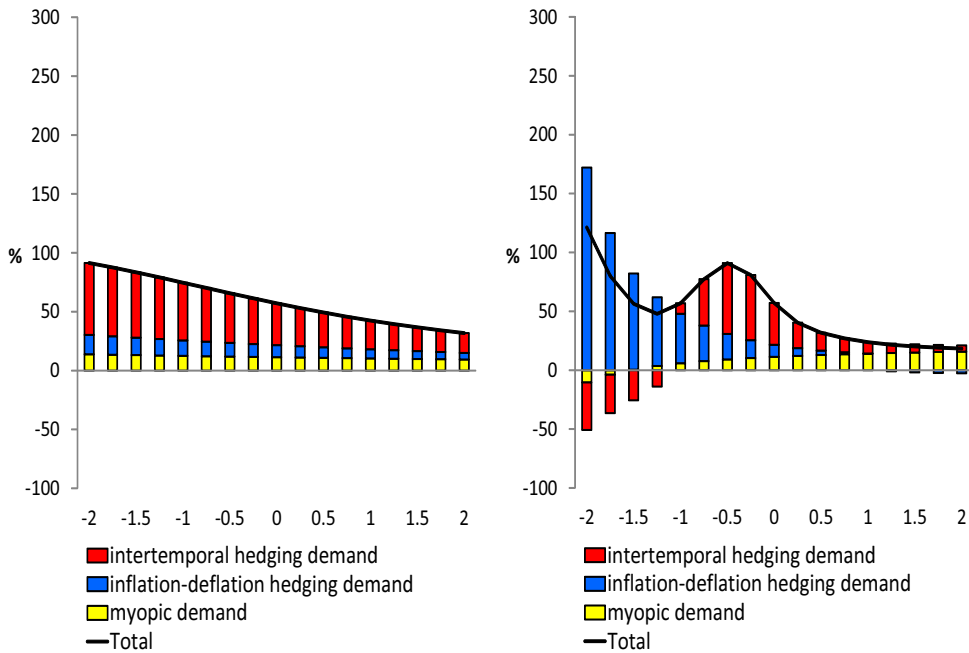 300
250
200
150
100
%
50
0
-50
-100
-2 -1.5 -1 -0.5 0 0.5 1 1.5 2
intertemporal hedging demand
inflation-deflation hedging demand
myopic demand
Total
300
250
200
150
100
%
50
0
-50
-100
-2 -1.5 -1 -0.5 0 0.5 1 1.5 2
intertemporal hedging demand
inflation-deflation hedging demand
myopic demand
Total